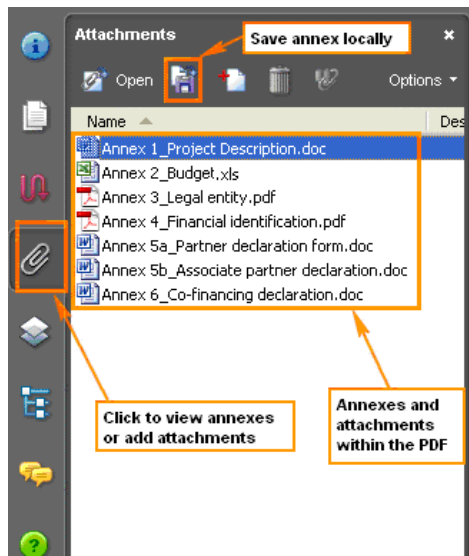 Attachments
Save annex locally
Open
Options
Name
Des
Annex 1_Project Description.doc
Annex 2_Budget.xls
Annex 3_Legal entity.pdf
Annex 4_Financial identification.pdf
Annex 5a_Partner declaration form.doc
Annex 5b_Associate partner declaration.doc
Annex 6_Co-financing declaration.doc
Click to view annexes
or add attachments
Annexes and
attachments
within the PDF